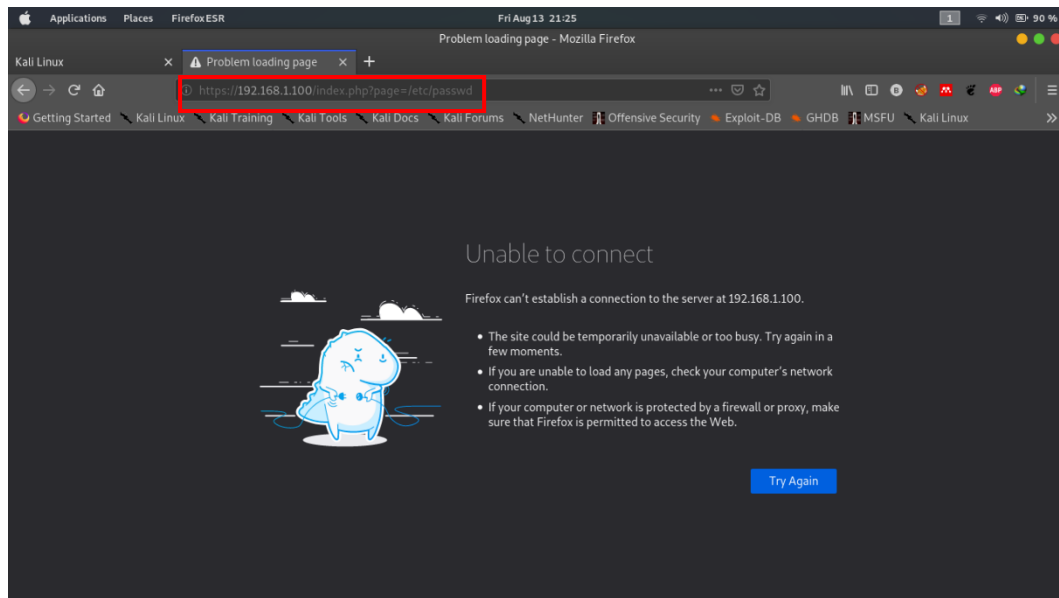 Applications Places FirefoxESR Fri Aug 13 21:25 1 90 %
Problem loading page - Mozilla Firefox
Kali Linux × Problem loading page × +
https://192.168.1.100/index.php?page=/etc/passwd
Getting Started Kali Linux Kali Training Kali Tools Kali Docs Kali Forums NetHunter Offensive Security Exploit-DB GHDB MSFU Kali Linux
Unable to connect
Firefox can’t establish a connection to the server at 192.168.1.100.
• The site could be temporarily unavailable or too busy. Try again in a
few moments.
• If you are unable to load any pages, check your computer’s network
connection.
• If your computer or network is protected by a firewall or proxy, make
sure that Firefox is permitted to access the Web.
Try Again